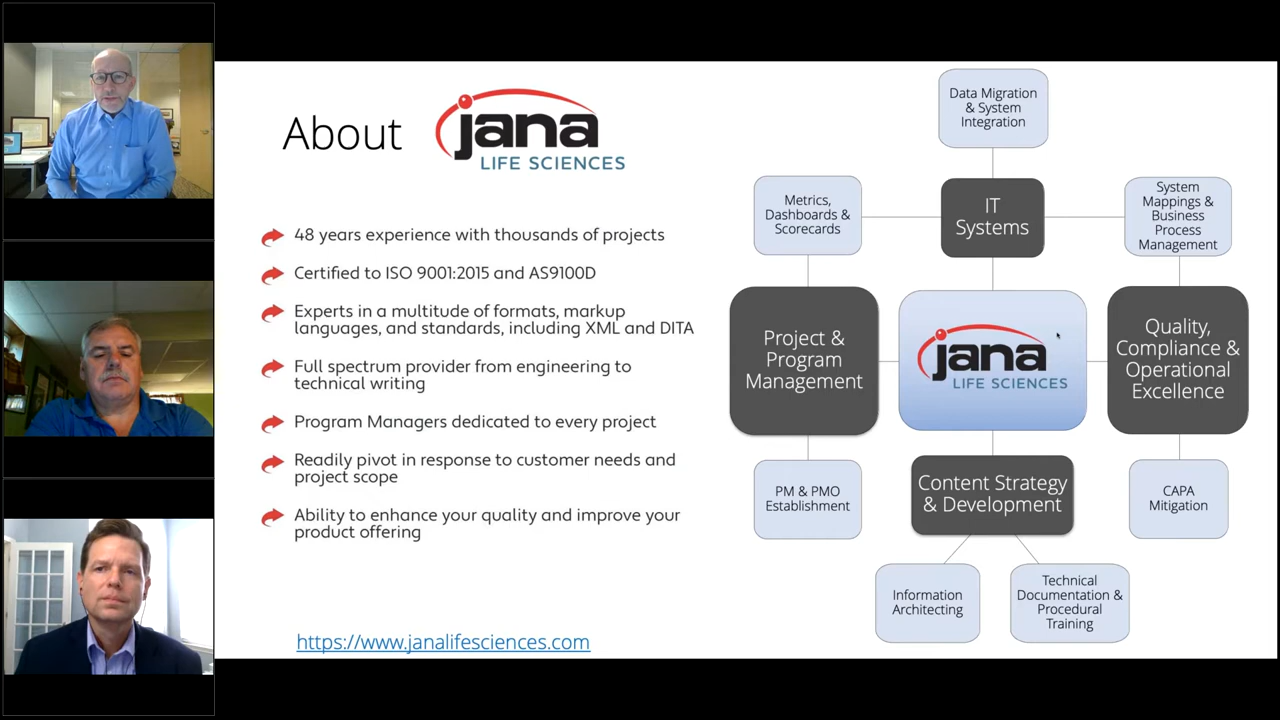 About
jana
LIFE SCIENCES
48 years experience with thousands of projects
Certified to ISO 9001:2015 and AS9100D
Experts in a multitude of formats, markup
languages, and standards, including XML and DITA
Full spectrum provider from engineering to
technical writing
Program Managers dedicated to every project
Readily pivot in response to customer needs and
project scope
Ability to enhance your quality and improve your
product offering
https://www.janalifesciences.com
Data Migration
& System
Integration
Metrics,
Dashboards &
Scorecards
IT
Systems
System
Mappings &
Business
Process
Management
Project &
Program
Management
jana
LIFE SCIENCES
Quality,
Compliance &
Operational
Excellence
PM & PMO
Establishment
Content Strategy
& Development
CAPA
Mitigation
Information
Architecting
Technical
Documentation &
Procedural
Training